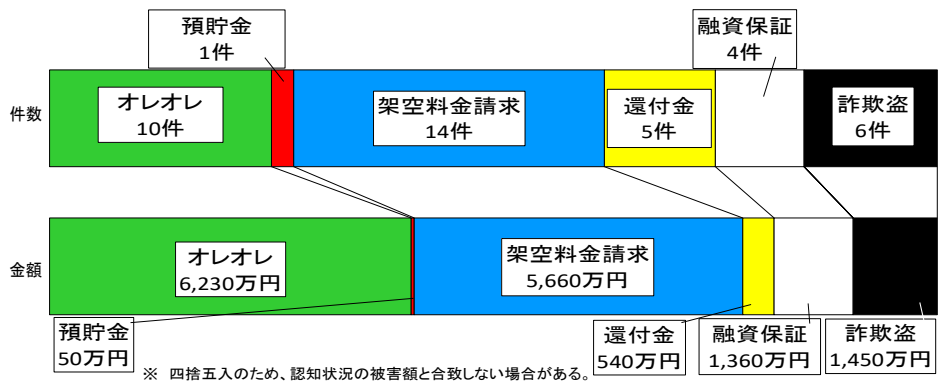 預貯金
1件
融資保証
4件
件数
オレオレ
10件
架空料金請求
14件
還付金
5件
詐欺盗
6件
金額
オレオレ
6,230万円
架空料金請求
5,660万円
預貯金
50万円
還付金
540万円
融資保証
1,360万円
詐欺盗
1,450万円
※ 四捨五入のため、認知状況の被害額と合致しない場合がある。